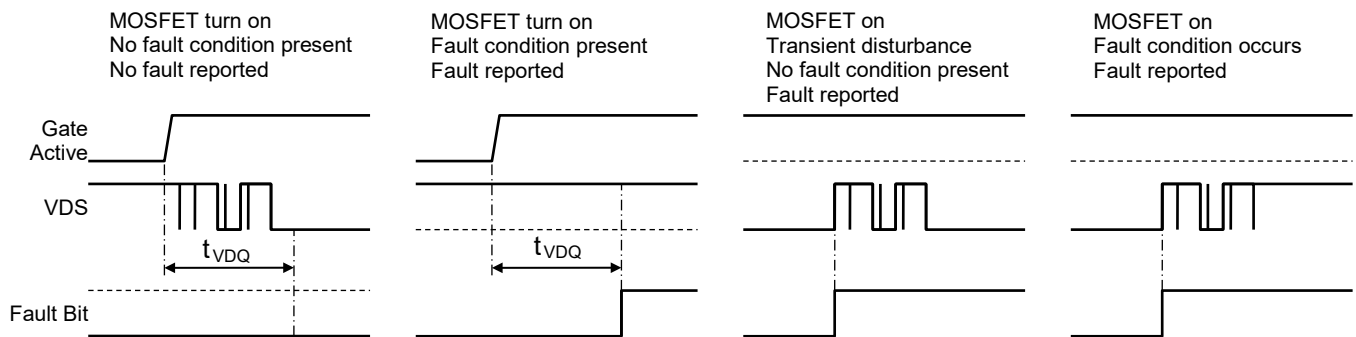 MOSFET turn on
No fault condition present
No fault reported
MOSFET turn on
Fault condition present
Fault reported
MOSFET on
Transient disturbance
No fault condition present
Fault reported
MOSFET on
Fault condition occurs
Fault reported
Gate
Active
VDS
tVDQ
tVDQ
Fault Bit